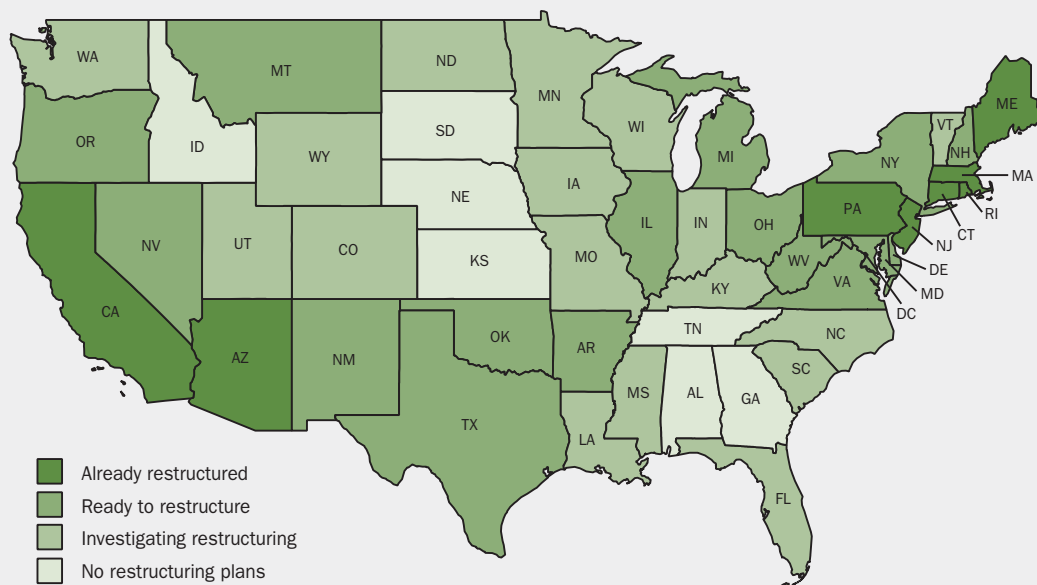 WA
MT
ND
MN
ME
OR
ID
SD
WI
VT
NH
WY
MI
NY
MA
IA
NE
PA
RI
NV
UT
CO
IL
IN
OH
CT
NJ
KS
MO
WV
DE
KY
VA
MD
CA
DC
TN
NC
OK
AZ
NM
AR
SC
MS
AL
GA
TX
LA
FL
Already restructured
Ready to restructure
Investigating restructuring
No restructuring plans